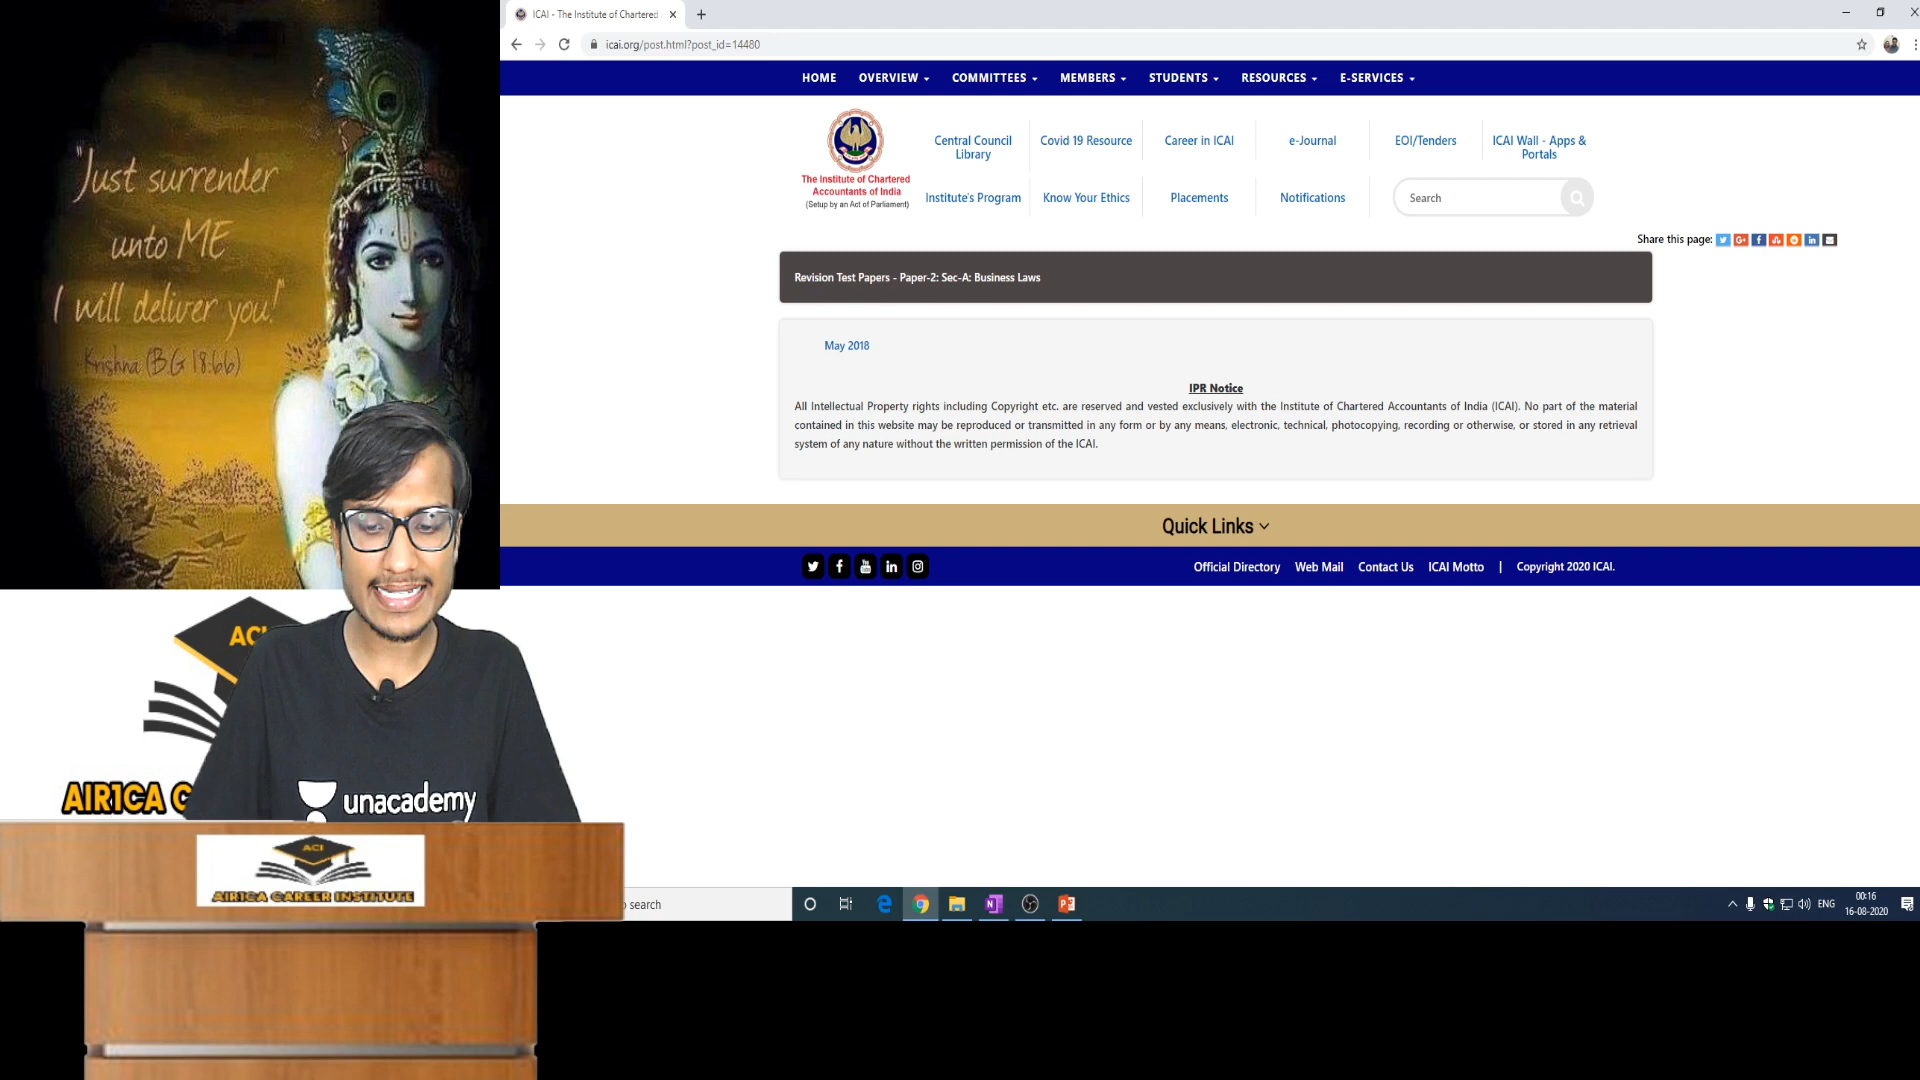 "Just surrender
unto ME
I will deliver you!"
Krishna (B.G 18:66)
ACI
AIR1CA C
unacademy
ACI
AIR1CA CAREER INSTITUTE
ICAI - The Institute of Chartered
icai.org/post.html?post_id=14480
HOME OVERVIEW COMMITTEES MEMBERS STUDENTS RESOURCES E-SERVICES
The Institute of Chartered
Accountants of India
(Setup by an Act of Parliament)
Central Council
Library
Covid 19 Resource
Career in ICAI
e-Journal
EOI/Tenders
ICAI Wall - Apps &
Portals
Institute's Program
Know Your Ethics
Placements
Notifications
Search
Share this page:
Revision Test Papers - Paper-2: Sec-A: Business Laws
May 2018
IPR Notice
All Intellectual Property rights including Copyright etc. are reserved and vested exclusively with the Institute of Chartered Accountants of India (ICAI). No part of the material
contained in this website may be reproduced or transmitted in any form or by any means, electronic, technical, photocopying, recording or otherwise, or stored in any retrieval
system of any nature without the written permission of the ICAI.
Quick Links
Official Directory Web Mail Contact Us ICAI Motto | Copyright 2020 ICAI.
search
ENG
00:16
16-08-2020